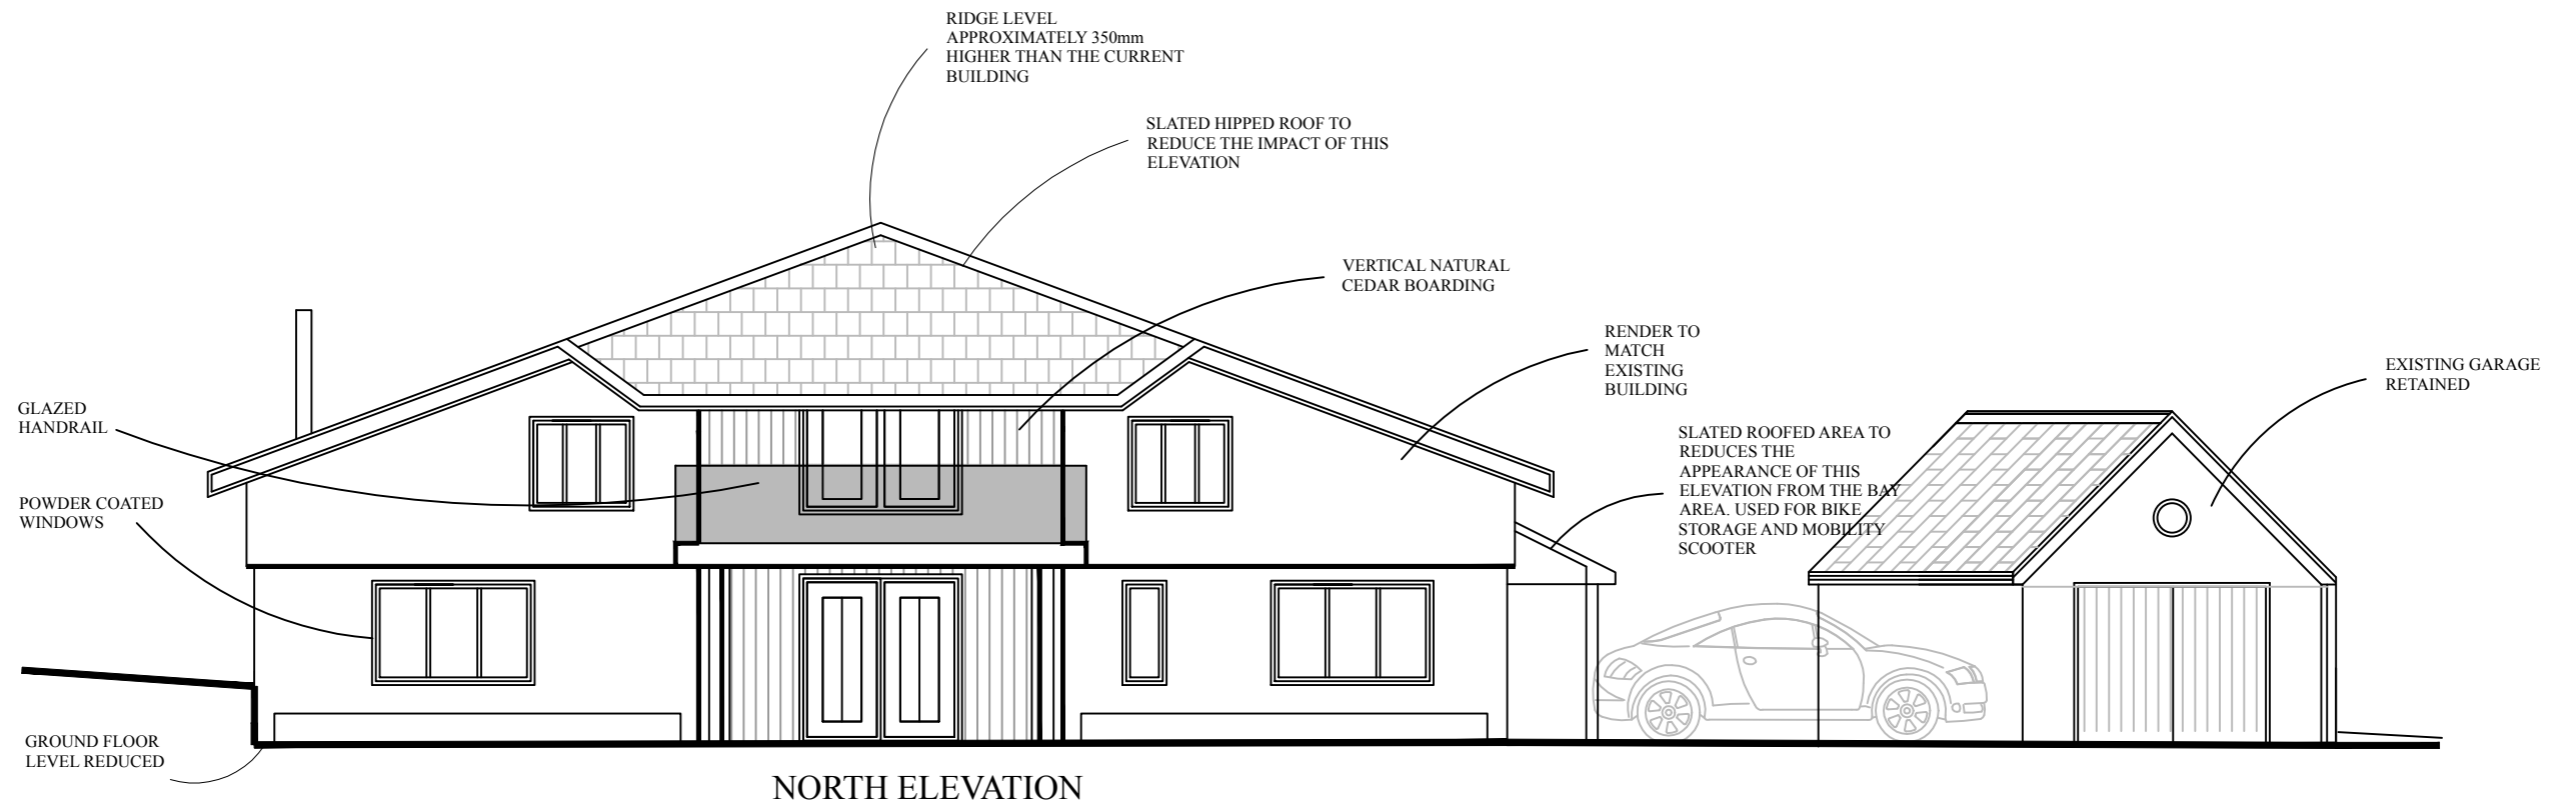 RIDGE LEVEL
APPROXIMATELY 350mm
HIGHER THAN THE CURRENT
BUILDING
SLATED HIPPED ROOF TO
REDUCE THE IMPACT OF THIS
ELEVATION
VERTICAL NATURAL
CEDAR BOARDING
RENDER TO
MATCH
EXISTING
BUILDING
EXISTING GARAGE
RETAINED
GLAZED
HANDRAIL
SLATED ROOFED AREA TO
REDUCES THE
APPEARANCE OF THIS
ELEVATION FROM THE BAY
AREA. USED FOR BIKE
STORAGE AND MOBILITY
SCOOTER
POWDER COATED
WINDOWS
GROUND FLOOR
LEVEL REDUCED
NORTH ELEVATION